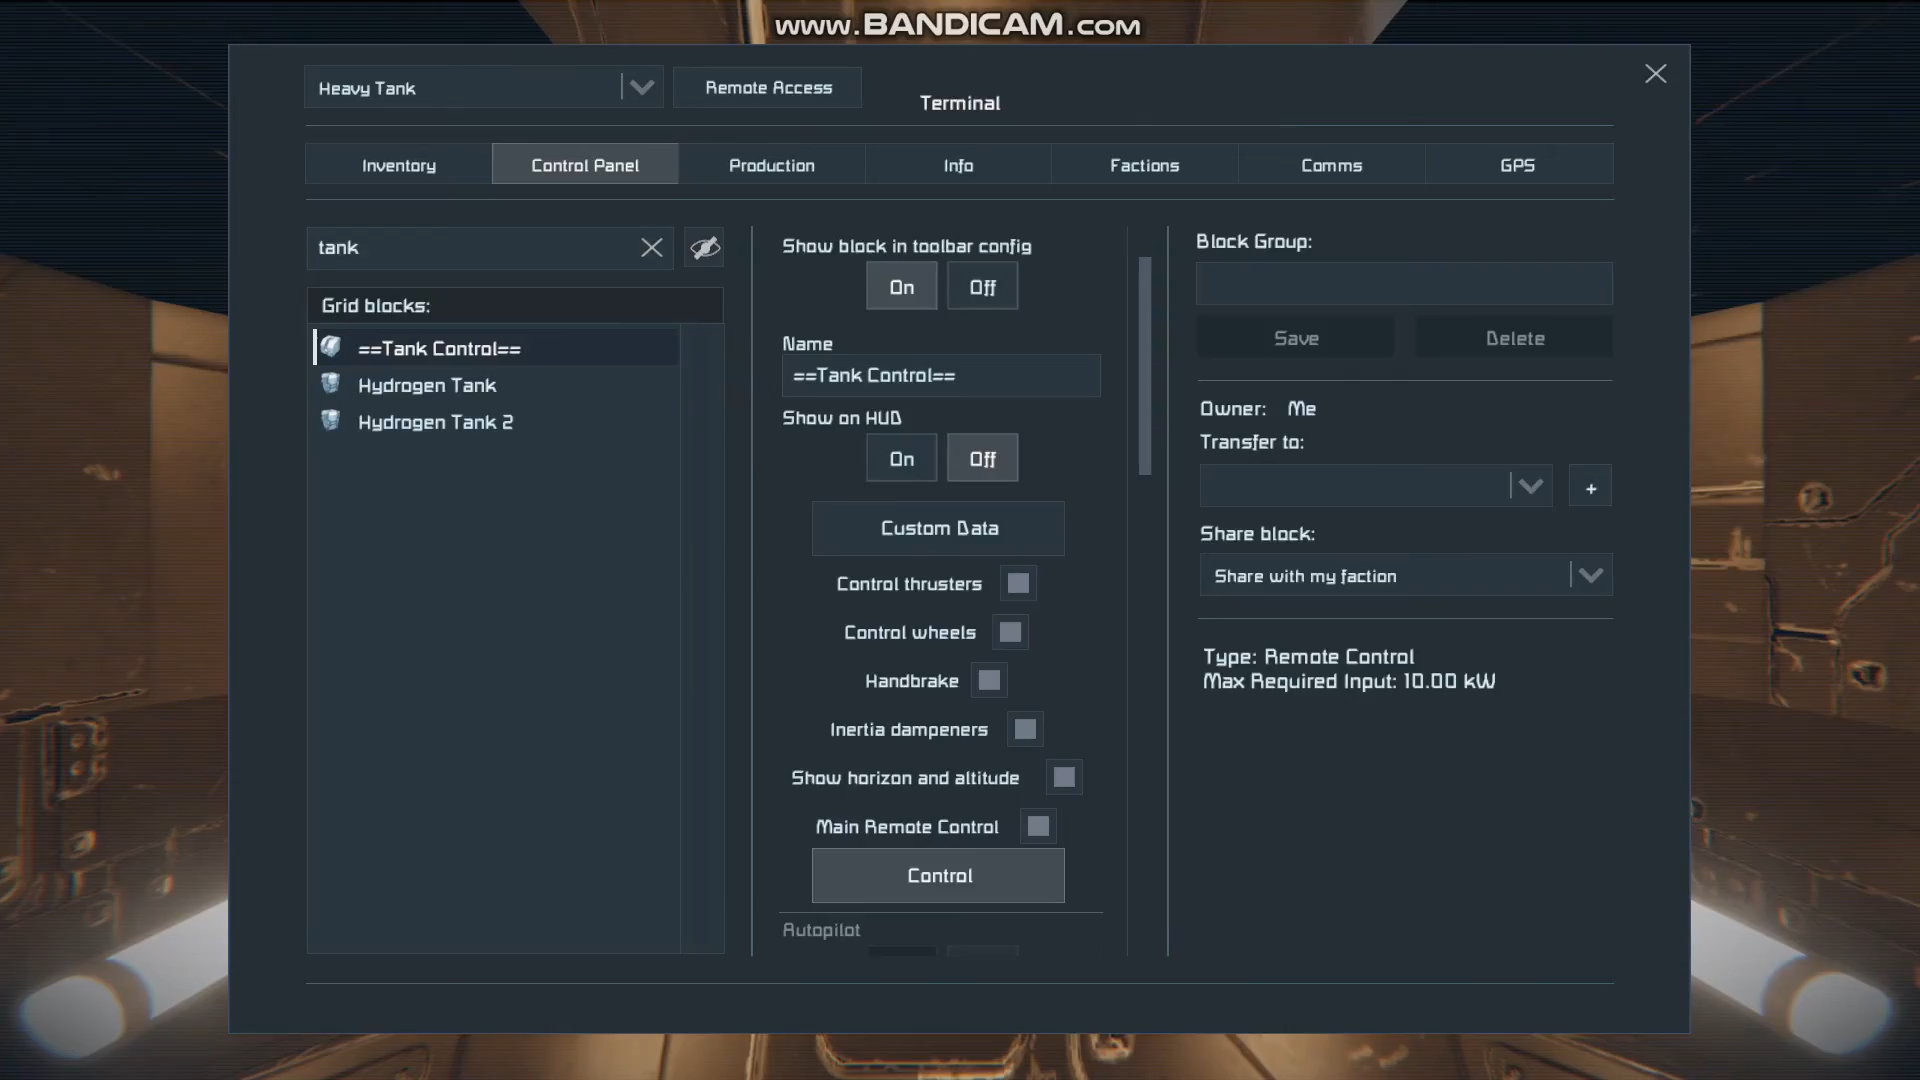 www.BANDICAM.com
Heavy Tank
Remote Access
Terminal
Inventory
Control Panel
Production
Info
Factions
Comms
GPS
tank
Grid blocks:
==Tank Control==
Hydrogen Tank
Hydrogen Tank 2
Show block in toolbar config
On
Off
Name
==Tank Control==
Show on HUD
On
Off
Custom Data
Control thrusters
Control wheels
Handbrake
Inertia dampeners
Show horizon and altitude
Main Remote Control
Control
Autopilot
Block Group:
Save
Delete
Owner: Me
Transfer to:
+
Share block:
Share with my faction
Type: Remote Control
Max Required Input: 10.00 kW